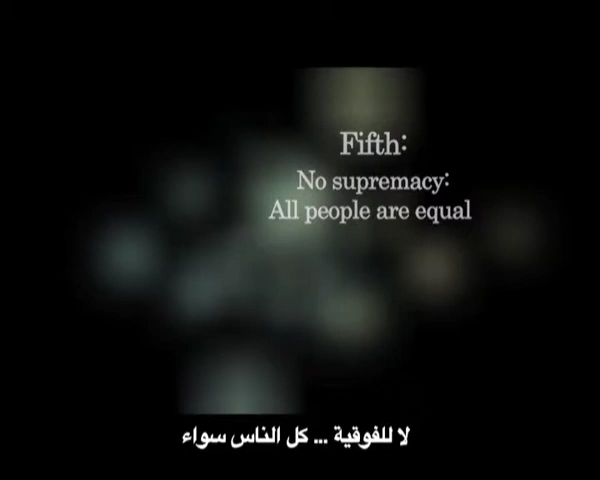 Fifth:
No supremacy:
All people are equal
لا للفوقية ... كل الناس سواء